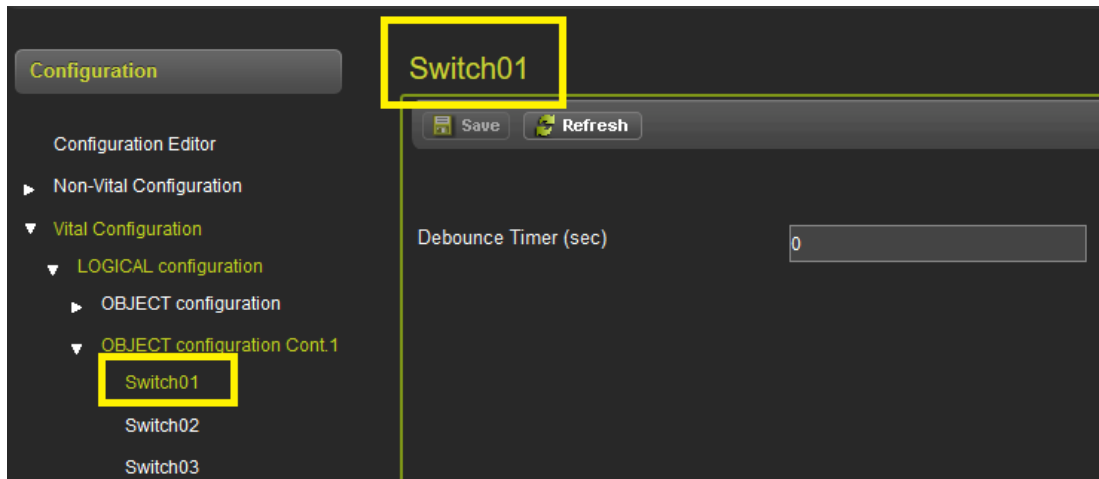 Configuration
Configuration Editor
Non-Vital Configuration
Vital Configuration
LOGICAL configuration
OBJECT configuration
OBJECT configuration Cont.1
Switch01
Switch02
Switch03
Switch01
Save Refresh
Debounce Timer (sec) 0